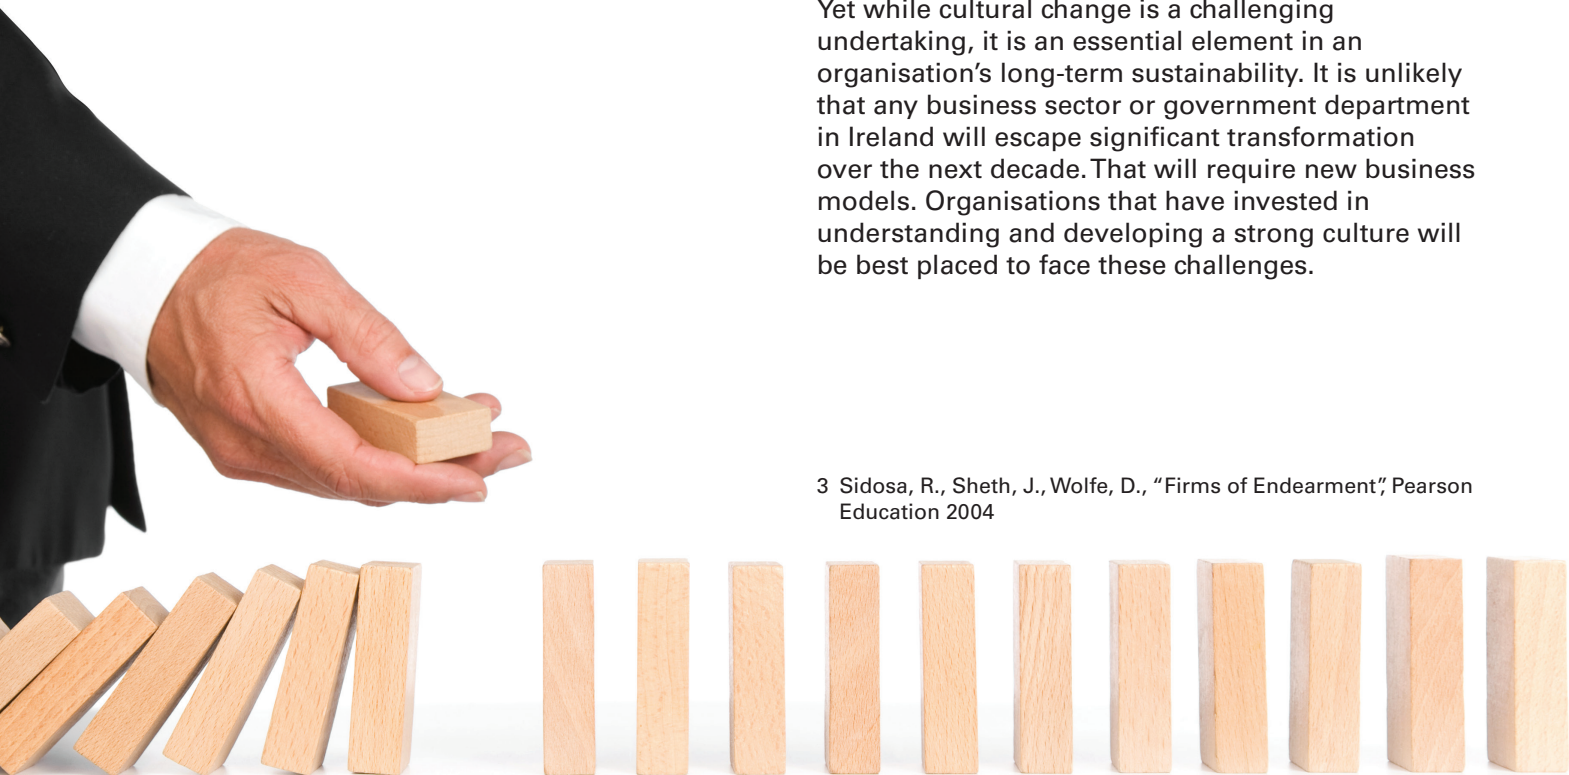 Yet while cultural change is a challenging
undertaking, it is an essential element in an
organisation’s long-term sustainability. It is unlikely
that any business sector or government department
in Ireland will escape significant transformation
over the next decade. That will require new business
models. Organisations that have invested in
understanding and developing a strong culture will
be best placed to face these challenges.
3 Sidosa, R., Sheth, J., Wolfe, D., “Firms of Endearment”, Pearson
Education 2004